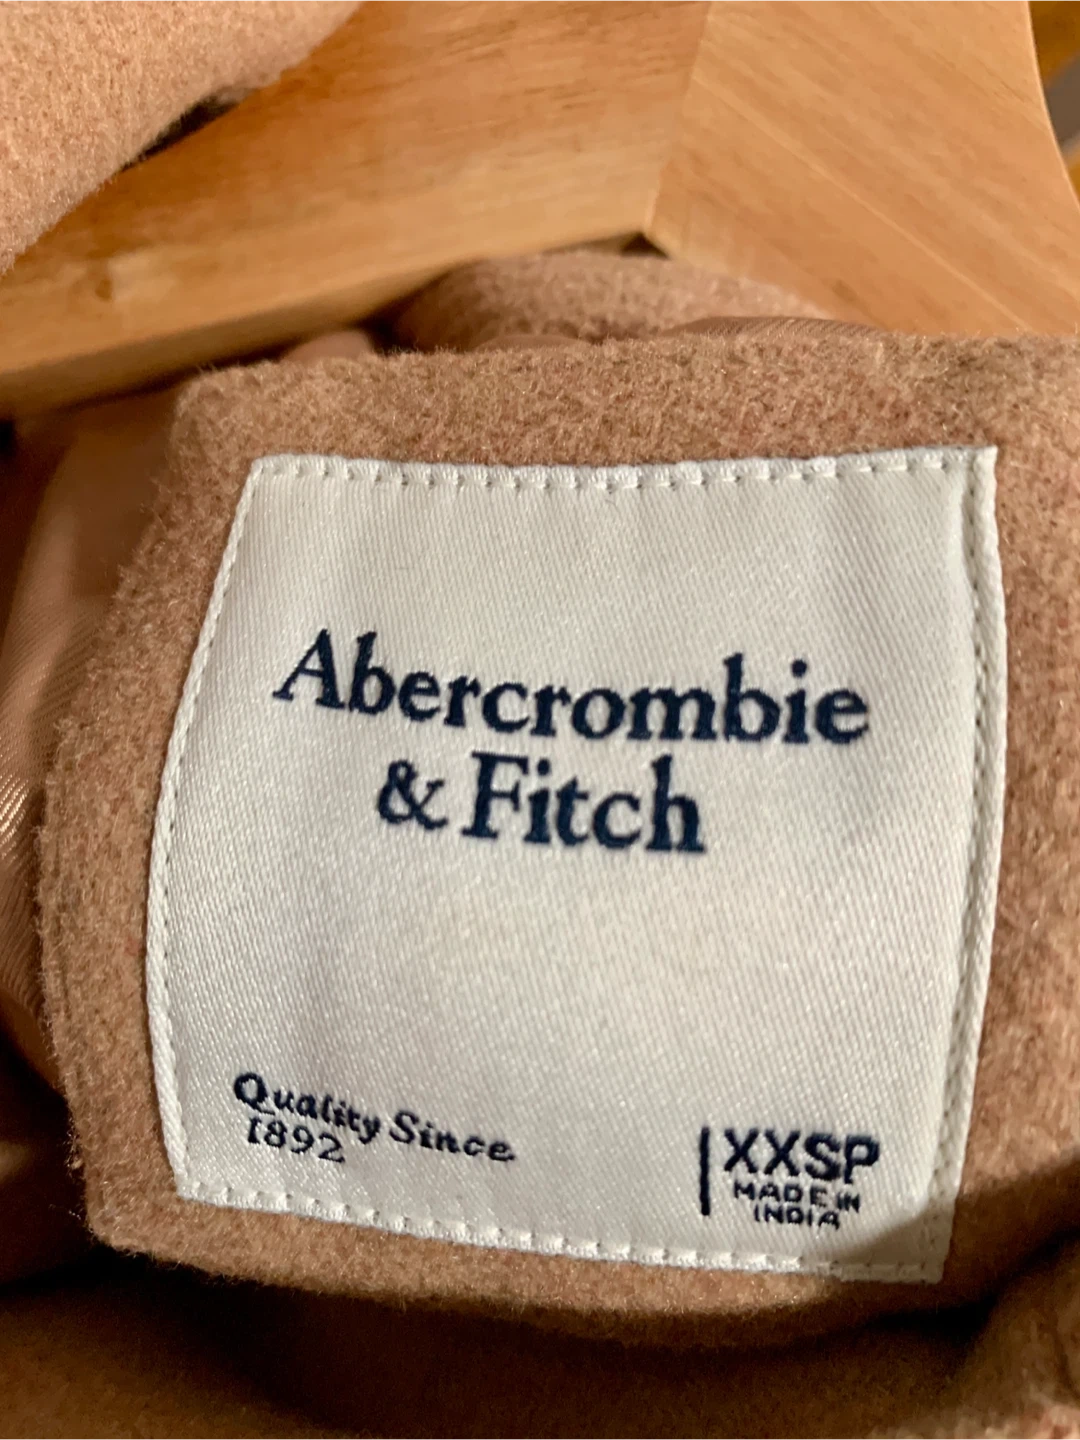 Abercrombie
& Fitch
Quality Since
1892
XXSP
MADE IN
INDIA